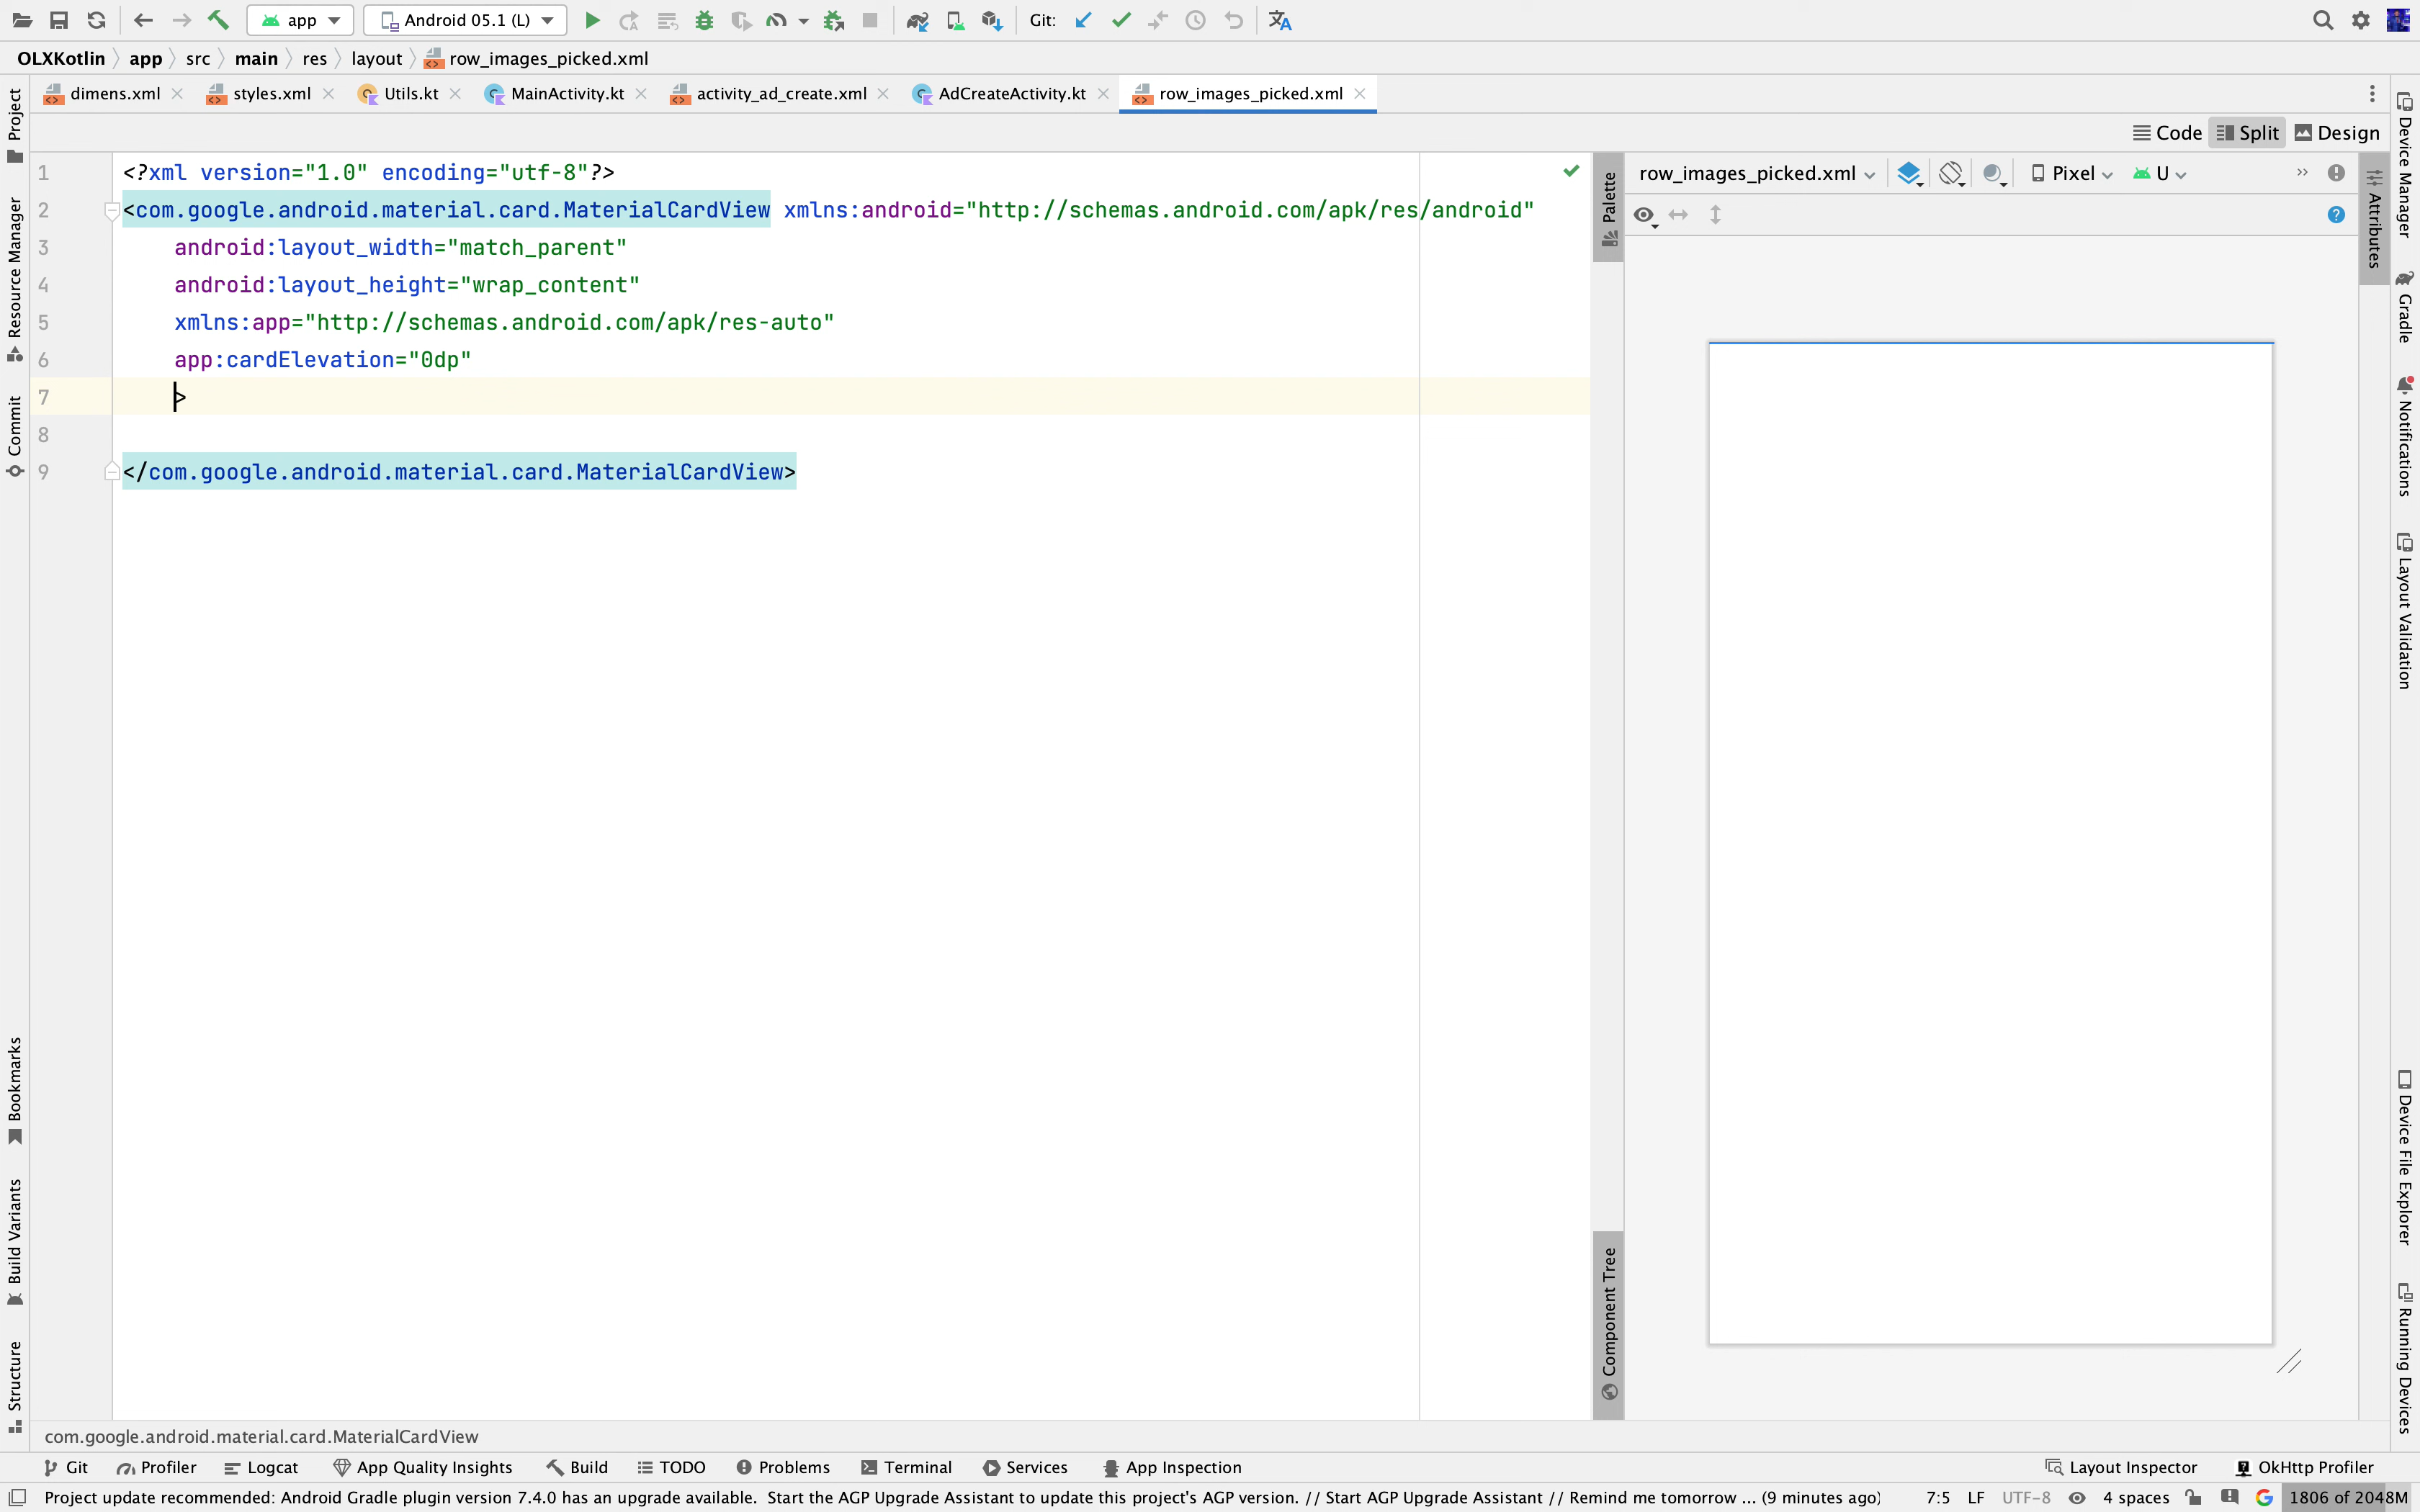 app
Android 05.1 (L)
Git:
OLXKotlin
app
src
main
res
layout
row_images_picked.xml
dimens.xml
styles.xml
Utils.kt
MainActivity.kt
activity_ad_create.xml
AdCreateActivity.kt
row_images_picked.xml
Code
Split
Design
Project
Resource Manager
Commit
Bookmarks
Build Variants
Structure
1 <?xml version="1.0" encoding="utf-8"?>
2 <com.google.android.material.card.MaterialCardView xmlns:android="http://schemas.android.com/apk/res/android"
3 android:layout_width="match_parent"
4 android:layout_height="wrap_content"
5 xmlns:app="http://schemas.android.com/apk/res-auto"
6 app:cardElevation="0dp"
7 >
8
9 </com.google.android.material.card.MaterialCardView>
Palette
Component Tree
row_images_picked.xml
Pixel
U
Attributes
Device Manager
Gradle
Notifications
Layout Validation
Device File Explorer
Running Devices
com.google.android.material.card.MaterialCardView
Git
Profiler
Logcat
App Quality Insights
Build
TODO
Problems
Terminal
Services
App Inspection
Layout Inspector
OkHttp Profiler
Project update recommended: Android Gradle plugin version 7.4.0 has an upgrade available. Start the AGP Upgrade Assistant to update this project's AGP version. // Start AGP Upgrade Assistant // Remind me tomorrow ... (9 minutes ago)
7:5
LF
UTF-8
4 spaces
1806 of 2048M